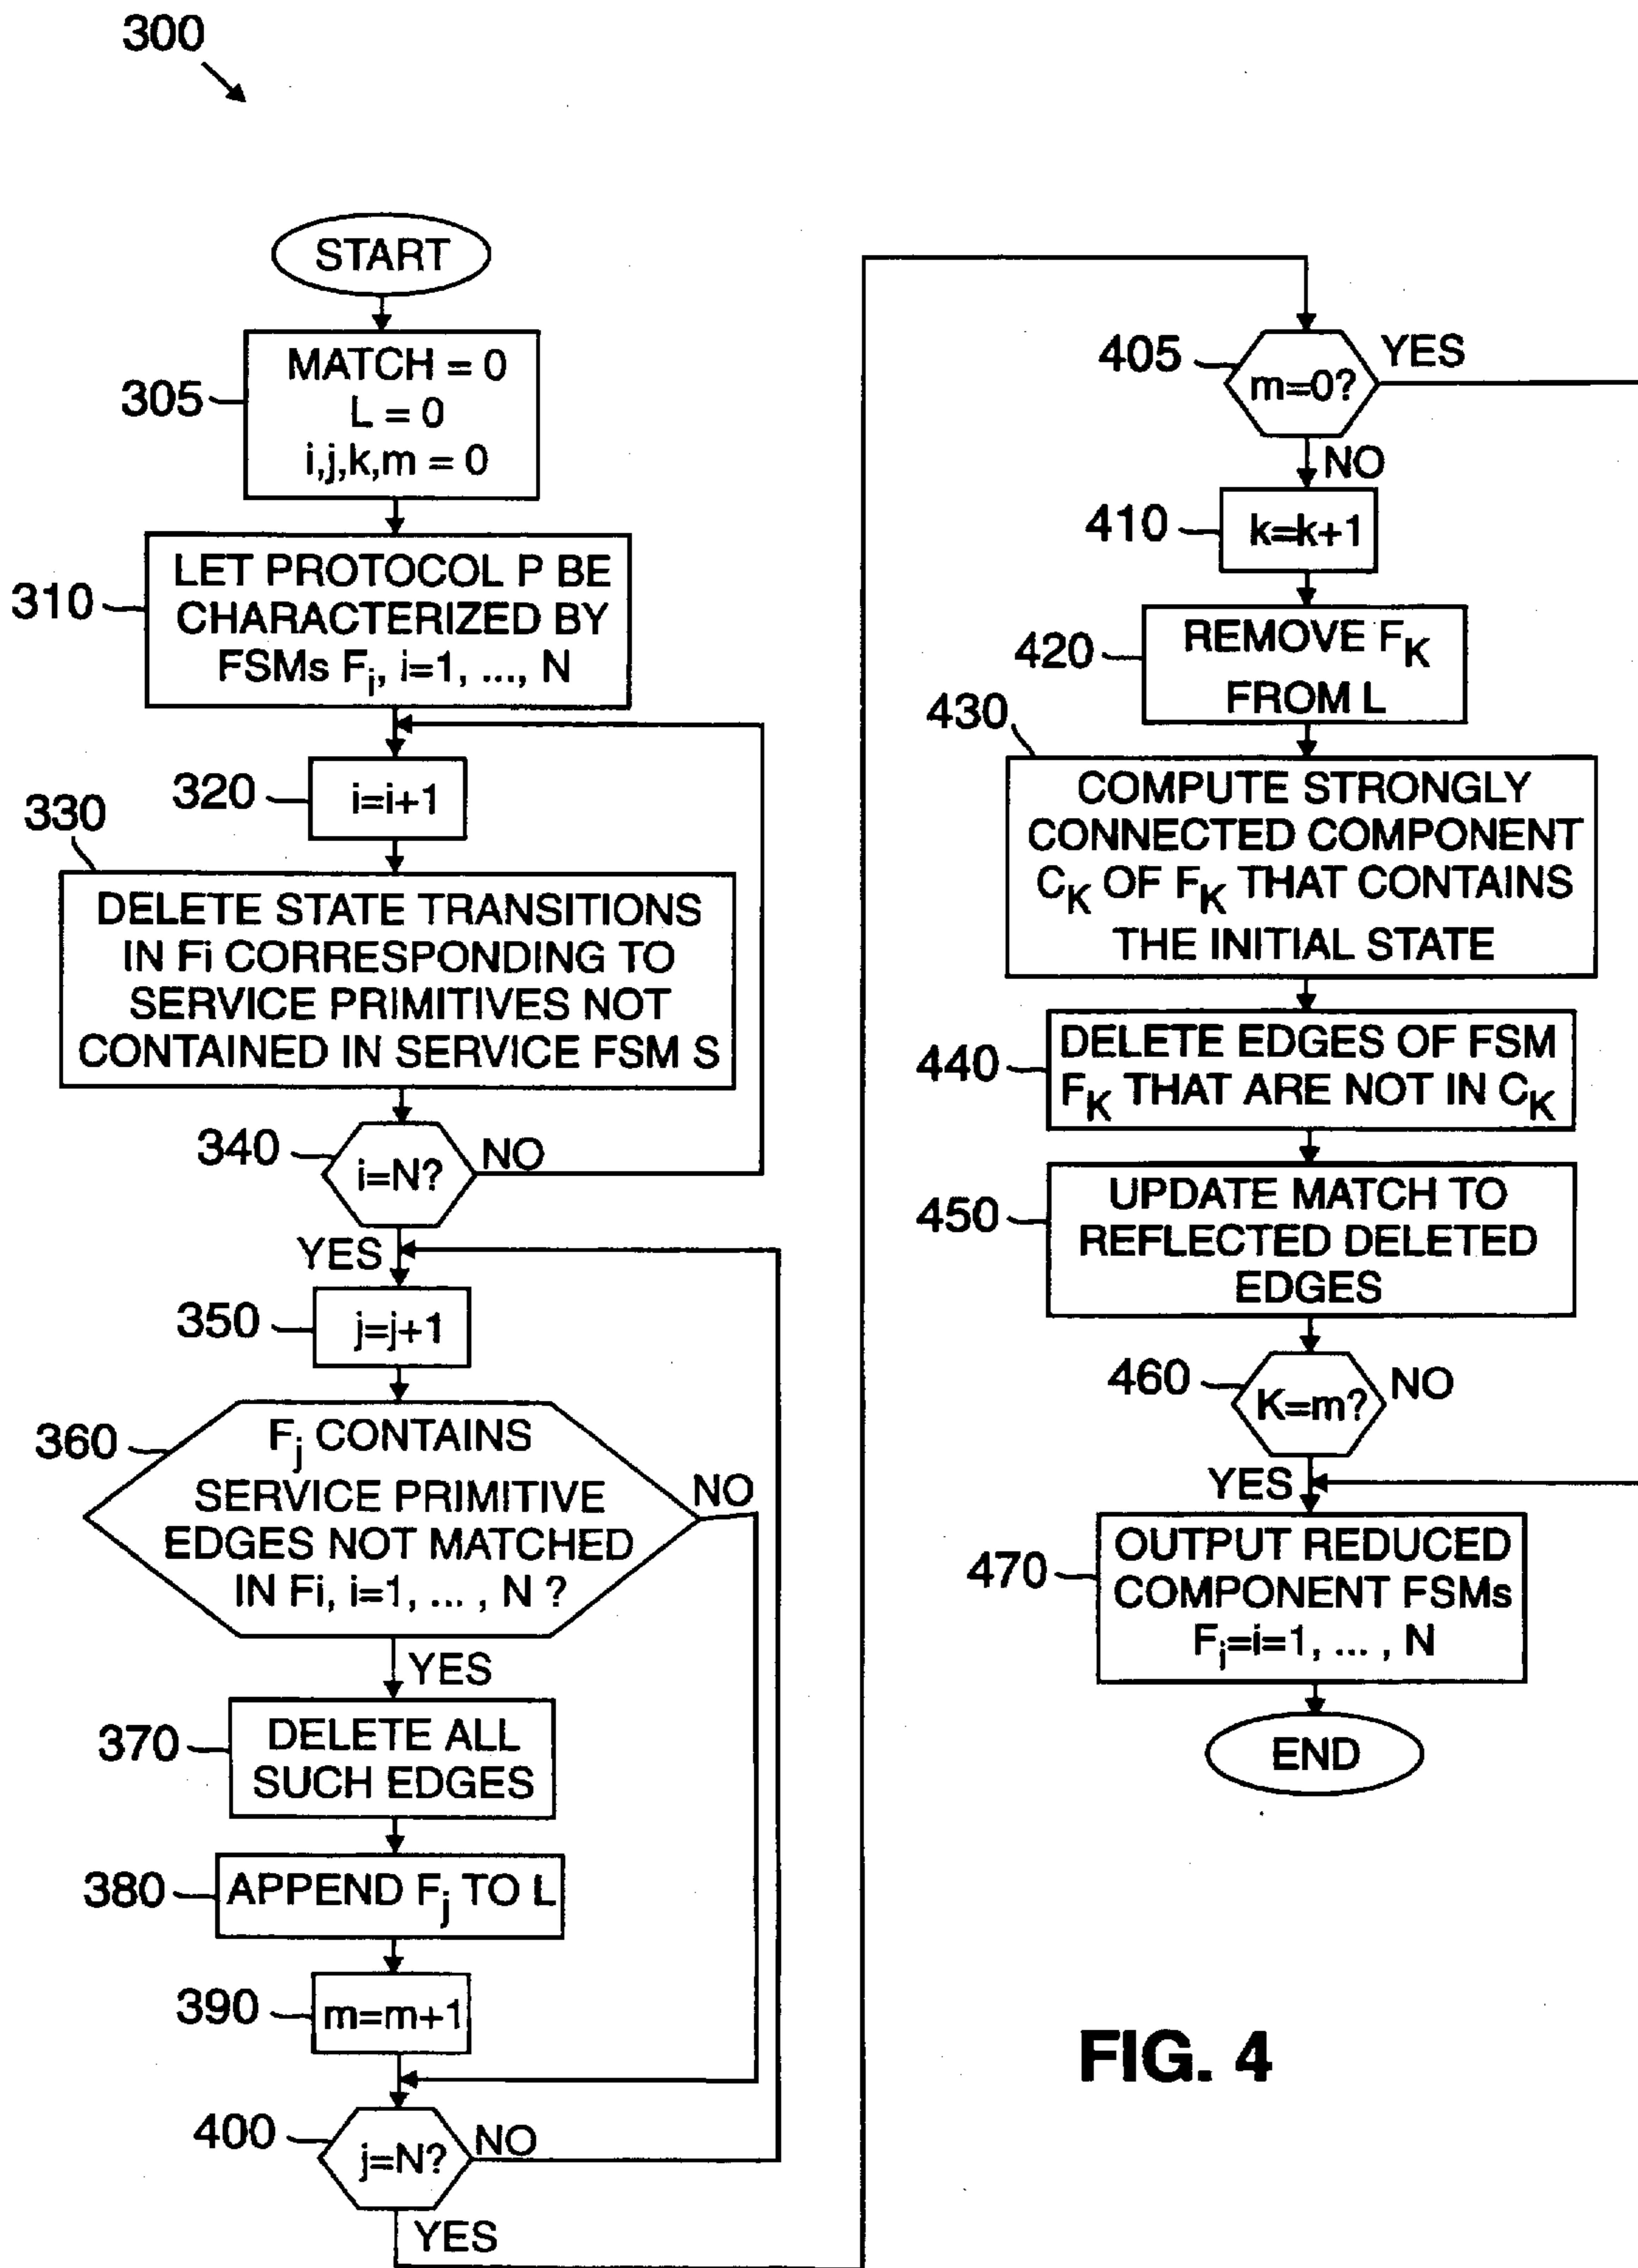 300
START
305
MATCH = 0
L = 0
i,j,k,m = 0
310
LET PROTOCOL P BE
CHARACTERIZED BY
FSMs Fi, i=1, ..., N
320
i=i+1
330
DELETE STATE TRANSITIONS
IN Fi CORRESPONDING TO
SERVICE PRIMITIVES NOT
CONTAINED IN SERVICE FSM S
340
i=N?
NO
YES
350
j=j+1
360
Fj CONTAINS
SERVICE PRIMITIVE
EDGES NOT MATCHED
IN Fi, i=1, ... , N ?
NO
YES
370
DELETE ALL
SUCH EDGES
380
APPEND Fj TO L
390
m=m+1
400
j=N?
NO
YES
405
m=0?
YES
NO
410
k=k+1
420
REMOVE FK
FROM L
430
COMPUTE STRONGLY
CONNECTED COMPONENT
CK OF FK THAT CONTAINS
THE INITIAL STATE
440
DELETE EDGES OF FSM
FK THAT ARE NOT IN CK
450
UPDATE MATCH TO
REFLECTED DELETED
EDGES
460
K=m?
NO
YES
470
OUTPUT REDUCED
COMPONENT FSMs
Fi=i=1, ... , N
END
FIG. 4